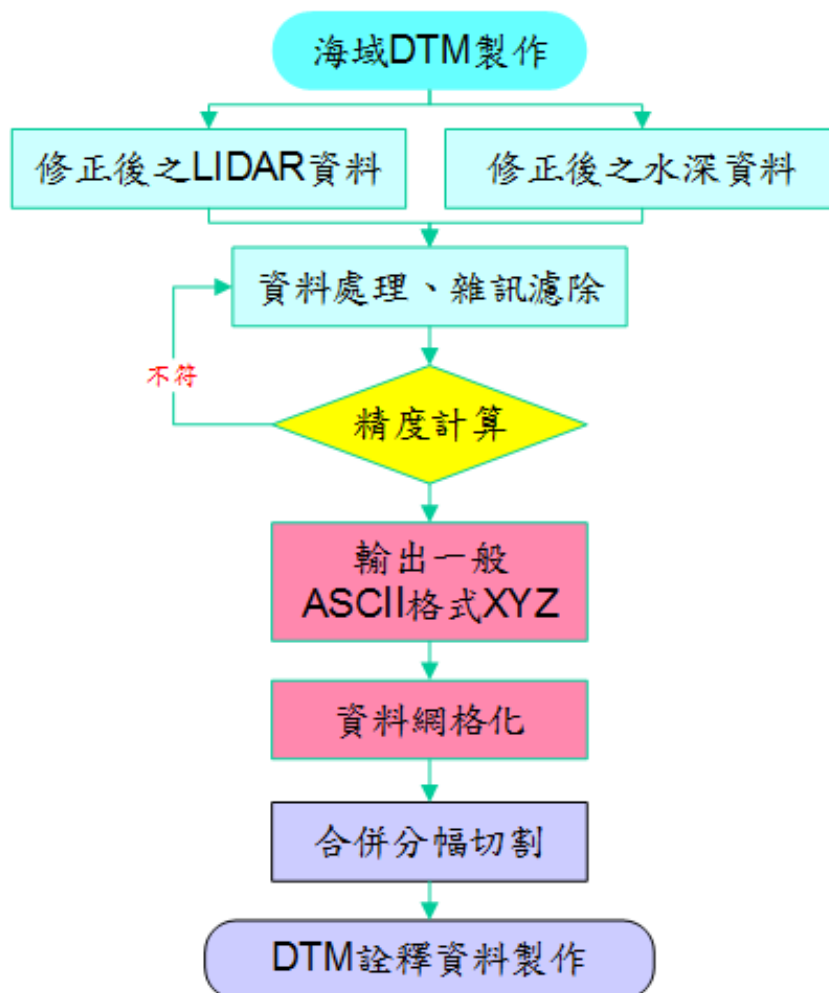 海域DTM製作
修正後之LIDAR資料
修正後之水深資料
資料處理、雜訊濾除
不符
精度計算
輸出一般
ASCII格式XYZ
資料網格化
合併分幅切割
DTM詮釋資料製作